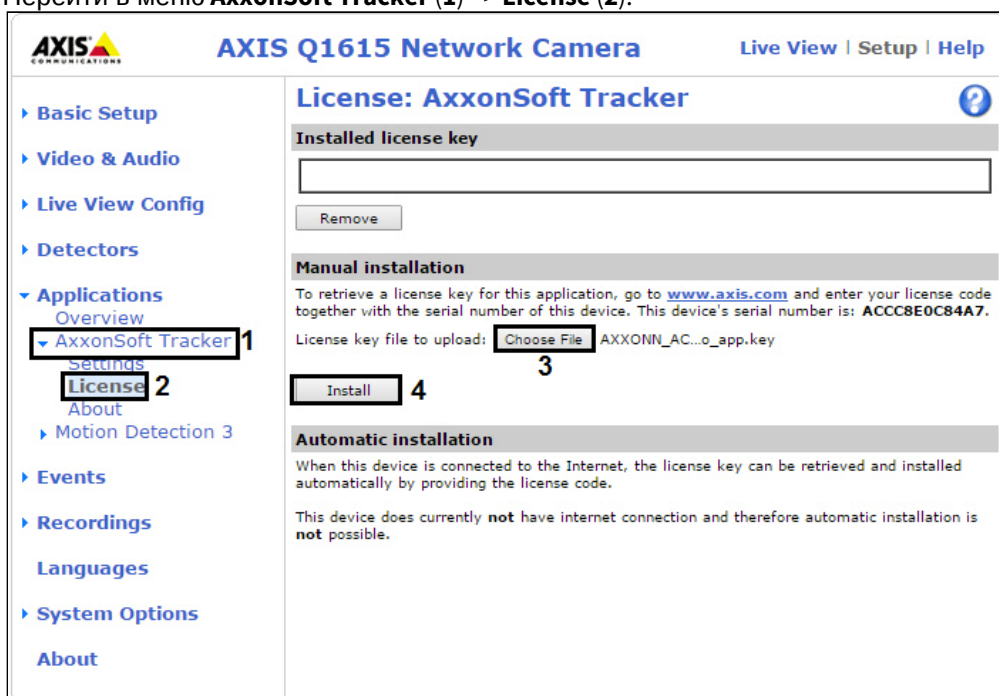 Перейти в меню AxxonSoft Tracker (1) -> License (2).
AXIS
COMMUNICATIONS
AXIS Q1615 Network Camera
Live View | Setup | Help
Basic Setup
Video & Audio
Live View Config
Detectors
Applications
Overview
AxxonSoft Tracker 1
Settings
License 2
About
Motion Detection 3
Events
Recordings
Languages
System Options
About
License: AxxonSoft Tracker
?
Installed license key
Remove
Manual installation
To retrieve a license key for this application, go to www.axis.com and enter your license code
together with the serial number of this device. This device's serial number is: ACCC8E0C84A7.
License key file to upload: Choose File AXXONN_AC...o_app.key
3
Install 4
Automatic installation
When this device is connected to the Internet, the license key can be retrieved and installed
automatically by providing the license code.
This device does currently not have internet connection and therefore automatic installation is
not possible.